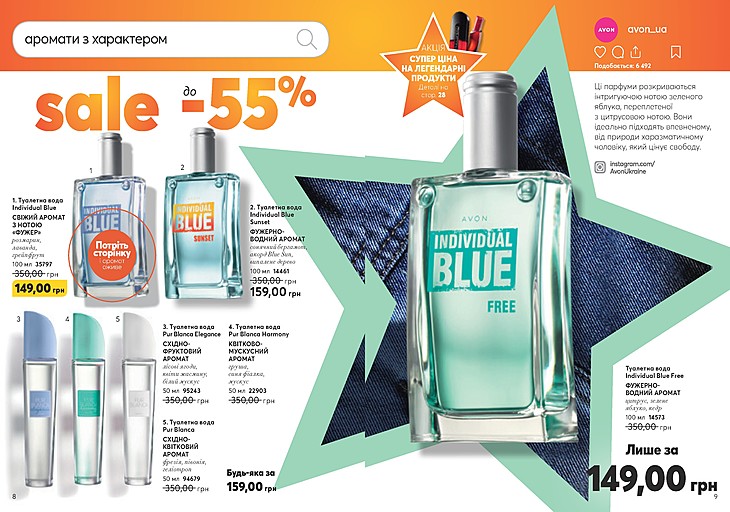 аромати з характером
sale до -55%
АКЦІЯ
СУПЕР ЦІНА
НА ЛЕГЕНДАРНІ
ПРОДУКТИ
Деталі на
стор. 28
AVON
avon_ua
Подобається: 6 492
Ці парфуми розкриваються
інтригуючою нотою зеленого
яблука, переплетеної
з цитрусовою нотою. Вони
ідеально підходять впевненому,
від природи харазматичному
чоловіку, який цінує свободу.
instagram.com/
AvonUkraine
1
1. Туалетна вода
Individual Blue
СВІЖИЙ АРОМАТ
З НОТОЮ
«ФУЖЕР»
розмарин,
лаванда,
грейпфрут
100 мл 35797
350,00 грн
149,00 грн
INDIVIDUAL
BLUE
Потріть
сторінку
і аромат
оживе
2
INDIVIDUAL
BLUE
SUNSET
2. Туалетна вода
Individual Blue
Sunset
ФУЖЕРНО-
ВОДНИЙ АРОМАТ
сонячний бергамот,
акорд Blue Sun,
випалене дерево
100 мл 14461
350,00 грн
159,00 грн
3
4
5
3. Туалетна вода
Pur Blanca Elegance
СХІДНО-
ФРУКТОВИЙ
АРОМАТ
лісові ягоди,
квіти жасмину,
білий мускус
50 мл 95243
350,00 грн
4. Туалетна вода
Pur Blanca Harmony
КВІТКОВО-
МУСКУСНИЙ
АРОМАТ
груша,
синя фіалка,
мускус
50 мл 22903
350,00 грн
5. Туалетна вода
Pur Blanca
СХІДНО-
КВІТКОВИЙ
АРОМАТ
фрезія, півонія,
геліотроп
50 мл 94679
350,00 грн
Будь-яка за
159,00 грн
AVON
INDIVIDUAL
BLUE
FREE
Туалетна вода
Individual Blue Free
ФУЖЕРНО-
ВОДНИЙ АРОМАТ
цитрус, зелене
яблуко, кедр
100 мл 14573
350,00 грн
Лише за
149,00 грн
8
9